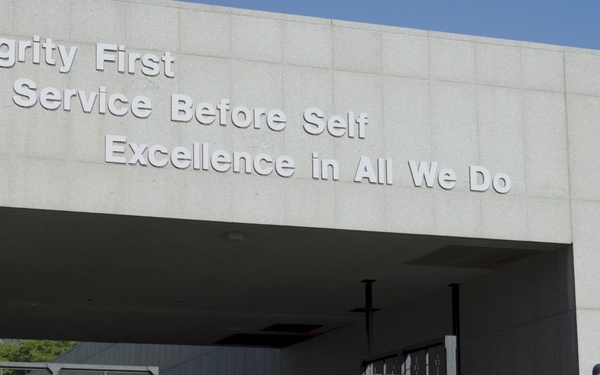 grity First
Service Before Self
Excellence in All We Do